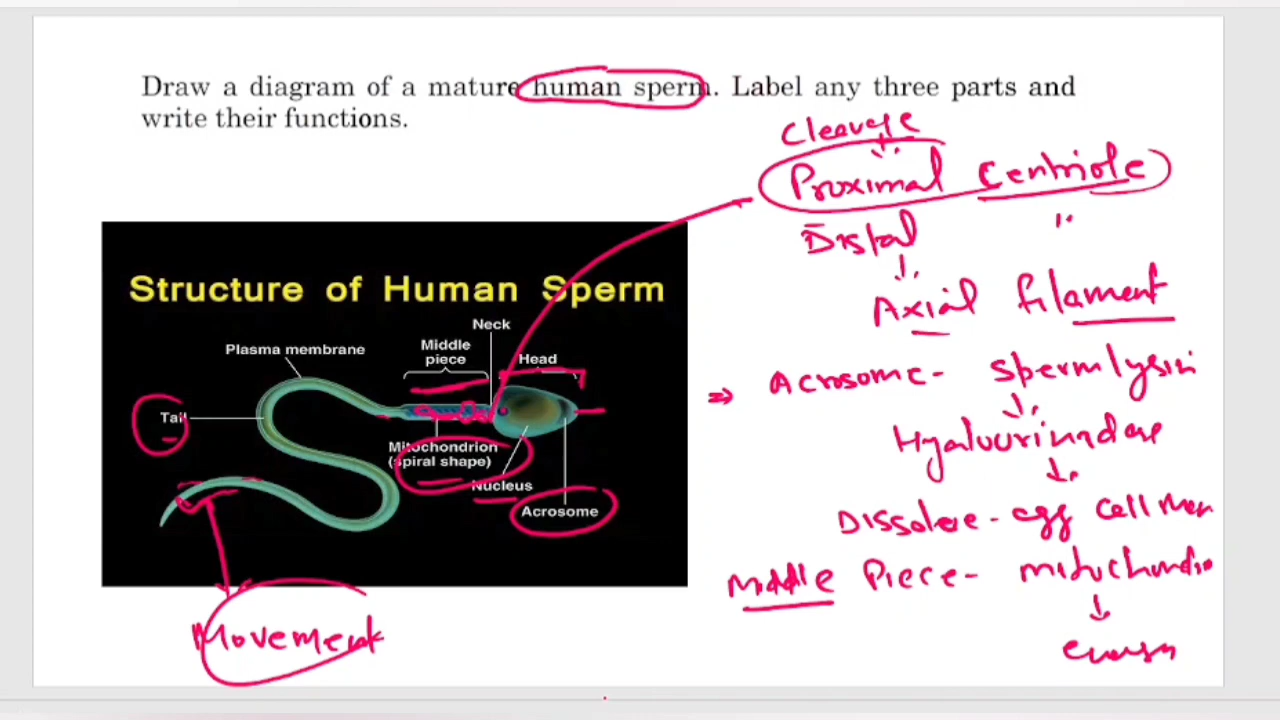 Draw a diagram of a mature human sperm. Label any three parts and
write their functions.
Cleavage
Proximal Centriole
Distal "
Axial filament
Structure of Human Sperm
Neck
Middle
piece
Head
Plasma membrane
Tail
Mitochondrion
(spiral shape)
Nucleus
Acrosome
Movement
⇒ Acrosome - Spermlysin
Dissolve - egg cell Mem
Middle Piece - mitochondia